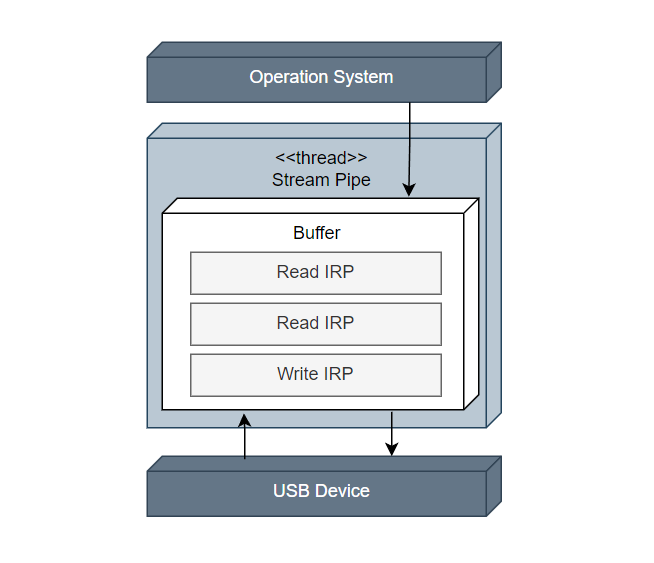 Operation System
<<thread>>
Stream Pipe
Buffer
Read IRP
Read IRP
Write IRP
USB Device